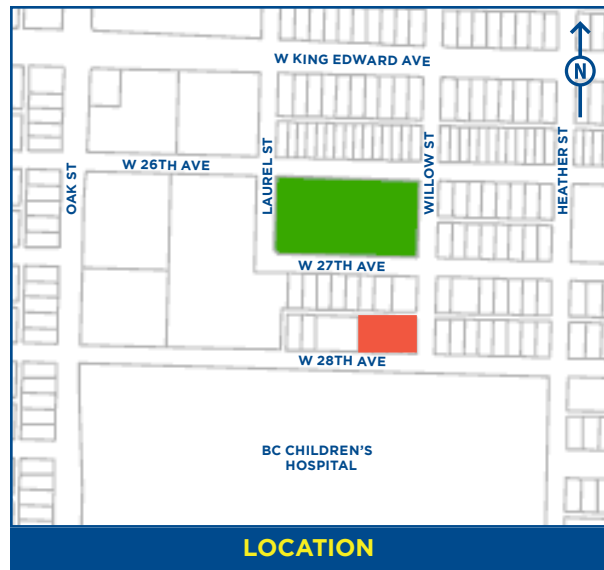 W KING EDWARD AVE
N
W 26TH AVE
OAK ST
LAUREL ST
WILLOW ST
HEATHER ST
W 27TH AVE
W 28TH AVE
BC CHILDREN'S
HOSPITAL
LOCATION